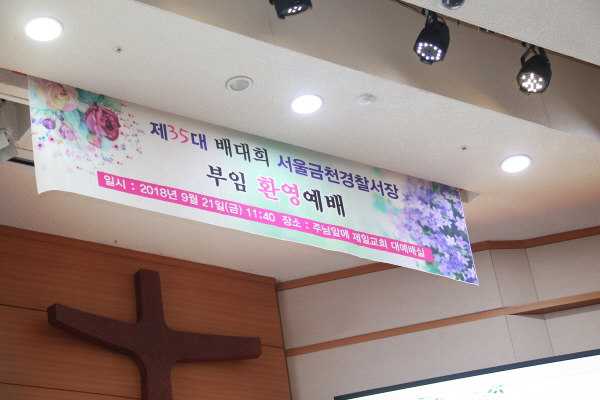 제35대 배대희 서울금천경찰서장
부임 환영예배
일시 : 2018년 9월 21일(금) 11:40 장소 : 주님앞에 제일교회 대예배실